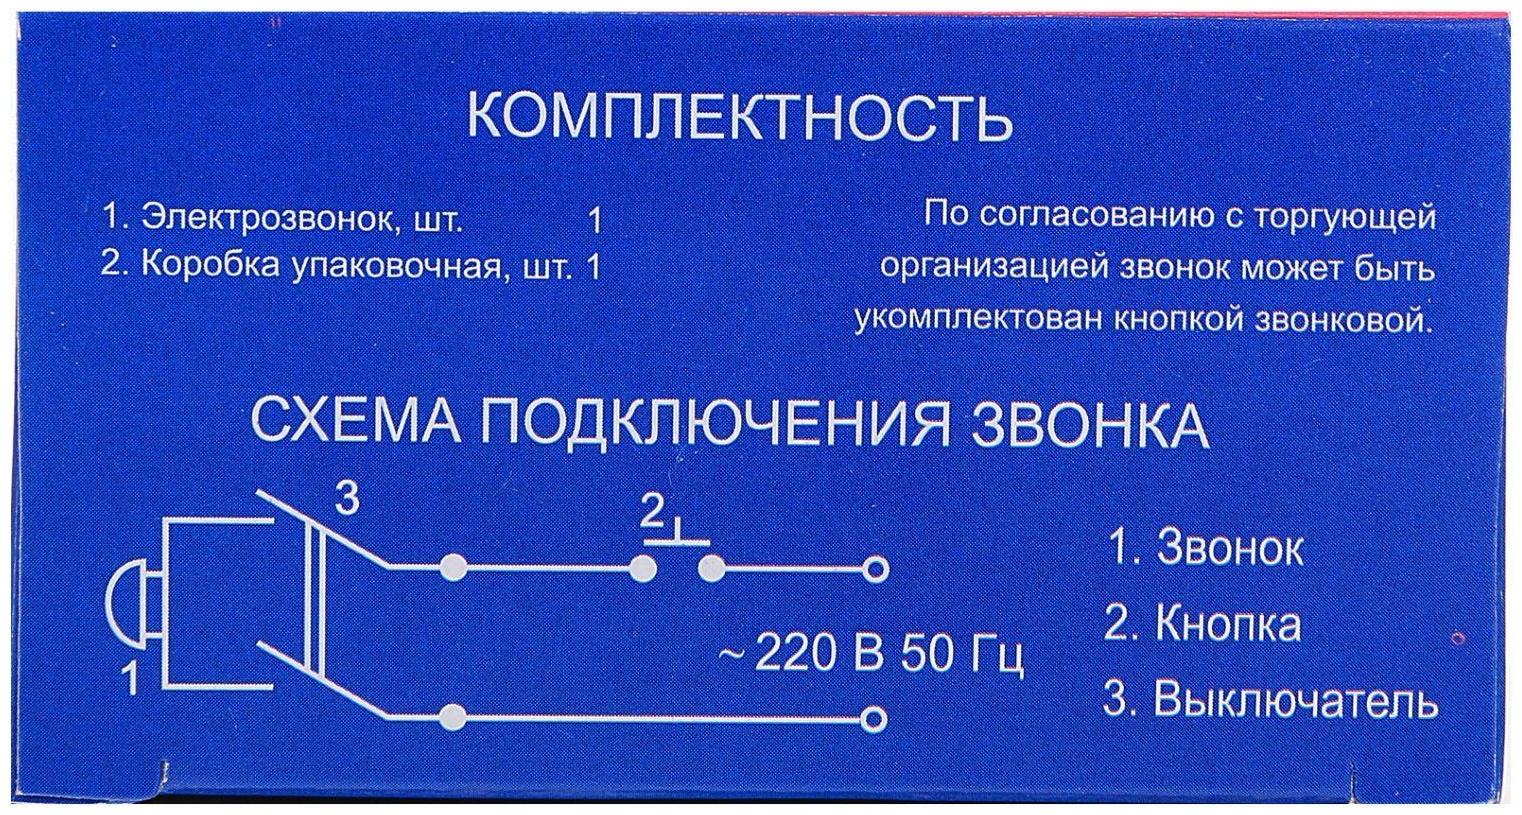 КОМПЛЕКТНОСТЬ
1. Электрозвонок, шт. 1
2. Коробка упаковочная, шт. 1
По согласованию с торгующей
организацией звонок может быть
укомплектован кнопкой звонковой.
СХЕМА ПОДКЛЮЧЕНИЯ ЗВОНКА
3
2
1
~ 220 В 50 Гц
1. Звонок
2. Кнопка
3. Выключатель